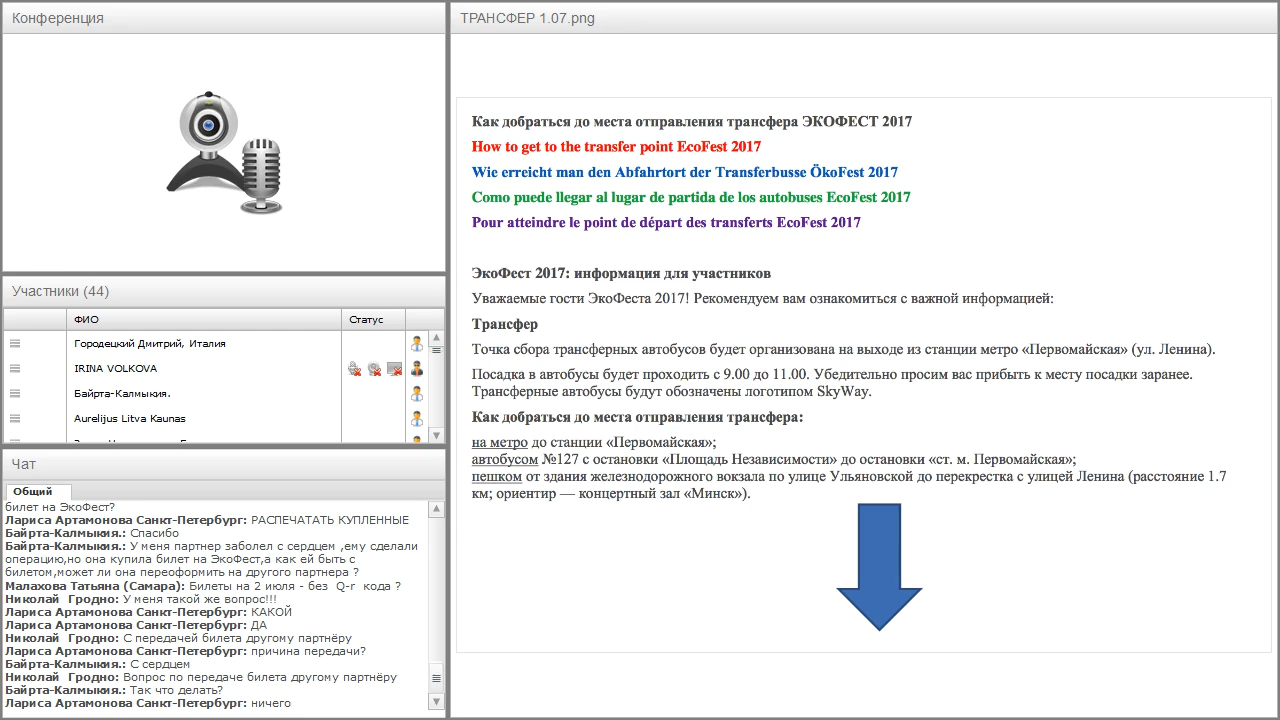 Конференция
ТРАНСФЕР 1.07.png
Как добраться до места отправления трансфера ЭКОФЕСТ 2017
How to get to the transfer point EcoFest 2017
Wie erreicht man den Abfahrtort der Transferbusse ÖkoFest 2017
Como puede llegar al lugar de partida de los autobuses EcoFest 2017
Pour atteindre le point de départ des transferts EcoFest 2017
ЭкоФест 2017: информация для участников
Уважаемые гости ЭкоФеста 2017! Рекомендуем вам ознакомиться с важной информацией:
Трансфер
Точка сбора трансферных автобусов будет организована на выходе из станции метро «Первомайская» (ул. Ленина).
Посадка в автобусы будет проходить с 9.00 до 11.00. Убедительно просим вас прибыть к месту посадки заранее.
Трансферные автобусы будут обозначены логотипом SkyWay.
Как добраться до места отправления трансфера:
на метро до станции «Первомайская»;
автобусом №127 с остановки «Площадь Независимости» до остановки «ст. м. Первомайская»;
пешком от здания железнодорожного вокзала по улице Ульяновской до перекрестка с улицей Ленина (расстояние 1.7
км; ориентир — концертный зал «Минск»).
Участники (44)
ФИО Статус
Городецкий Дмитрий, Италия
IRINA VOLKOVA
Байрта-Калмыкия.
Aurelijus Litva Kaunas
Чат
Общий
билет на ЭкоФест?
Лариса Артамонова Санкт-Петербург: РАСПЕЧАТАТЬ КУПЛЕННЫЕ
Байрта-Калмыкия.: Спасибо
Байрта-Калмыкия.: У меня партнер заболел с сердцем ,ему сделали
операцию,но она купила билет на ЭкоФест,а как ей быть с
билетом,может ли она переоформить на другого партнера ?
Малахова Татьяна (Самара): Билеты на 2 июля - без Q-r кода ?
Николай Гродно: У меня такой же вопрос!!!
Лариса Артамонова Санкт-Петербург: КАКОЙ
Лариса Артамонова Санкт-Петербург: ДА
Николай Гродно: С передачей билета другому партнёру
Лариса Артамонова Санкт-Петербург: причина передачи?
Байрта-Калмыкия.: С сердцем
Николай Гродно: Вопрос по передаче билета другому партнёру
Байрта-Калмыкия.: Так что делать?
Лариса Артамонова Санкт-Петербург: ничего